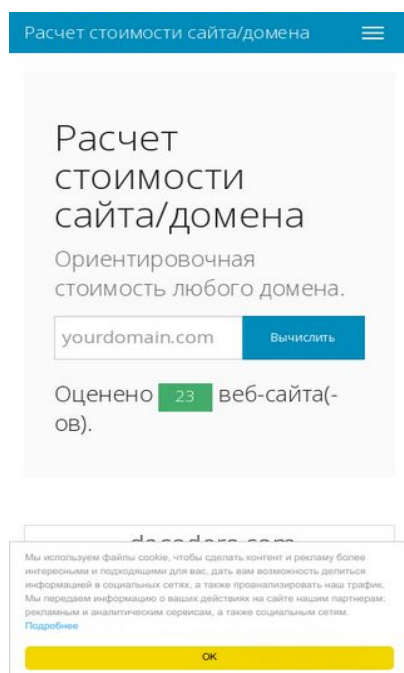 Расчет стоимости сайта/домена
Расчет
стоимости
сайта/домена
Ориентировочная
стоимость любого домена.
yourdomain.com
Вычислить
Оценено 23 веб-сайта(-
ов).
Мы используем файлы cookie, чтобы сделать контент и рекламу более
интересными и подходящими для вас, дать вам возможность делиться
информацией в социальных сетях, а также проанализировать наш трафик.
Мы передаем информацию о ваших действиях на сайте нашим партнерам:
рекламным и аналитическим сервисам, а также социальным сетям.
Подробнее
OK